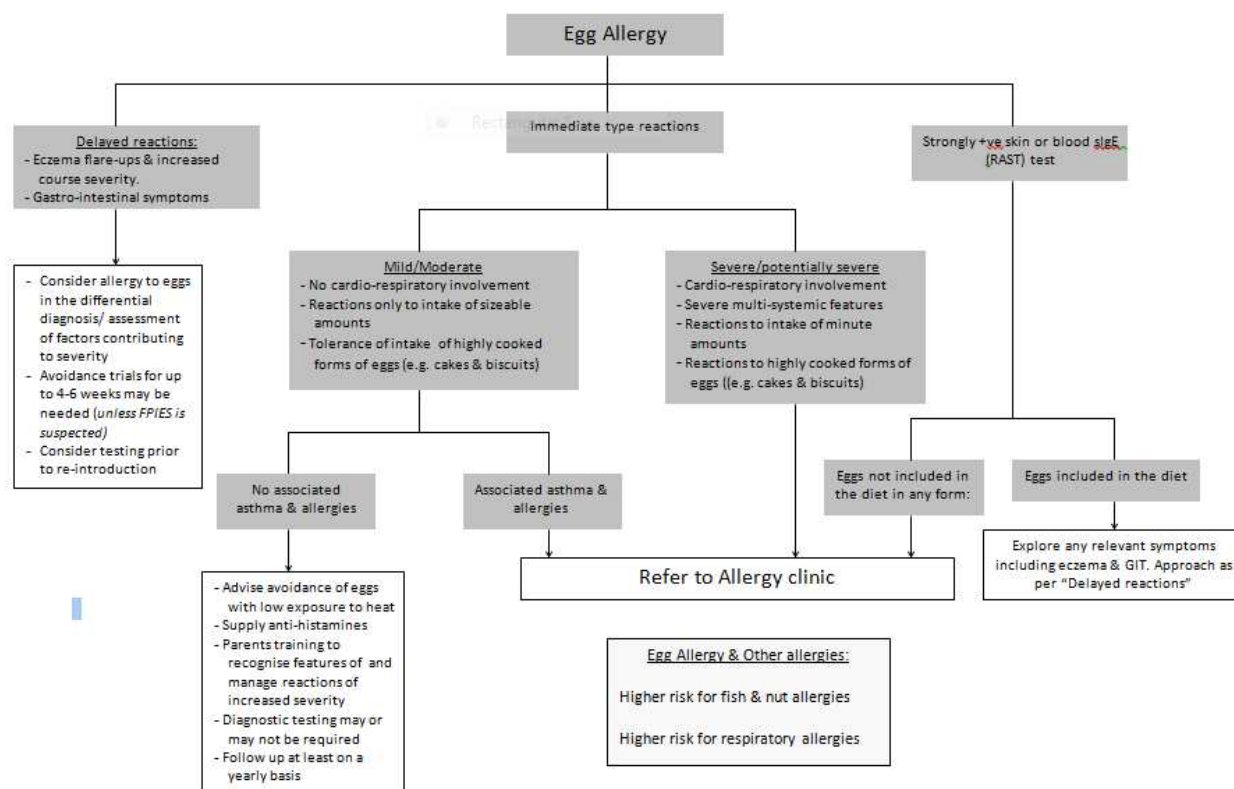 Egg Allergy
Delayed reactions:
- Eczema flare-ups & increased
course severity.
- Gastro-intestinal symptoms
Immediate type reactions
Strongly +ve skin or blood sIgE
(RAST) test
- Consider allergy to eggs
in the differential
diagnosis/ assessment
of factors contributing
to severity
- Avoidance trials for up
to 4-6 weeks may be
needed (unless FPIES is
suspected)
- Consider testing prior
to re-introduction
Mild/Moderate
- No cardio-respiratory involvement
- Reactions only to intake of sizeable
amounts
- Tolerance of intake of highly cooked
forms of eggs (e.g. cakes & biscuits)
Severe/potentially severe
- Cardio-respiratory involvement
- Severe multi-systemic features
- Reactions to intake of minute
amounts
- Reactions to highly cooked forms of
eggs ((e.g. cakes & biscuits)
No associated
asthma & allergies
Associated asthma &
allergies
Eggs not included in
the diet in any form:
Eggs included in the diet
Refer to Allergy clinic
Explore any relevant symptoms
including eczema & GIT. Approach as
per “Delayed reactions”
- Advise avoidance of eggs
with low exposure to heat
- Supply anti-histamines
- Parents training to
recognise features of and
manage reactions of
increased severity
- Diagnostic testing may or
may not be required
- Follow up at least on a
yearly basis
Egg Allergy & Other allergies:
Higher risk for fish & nut allergies
Higher risk for respiratory allergies